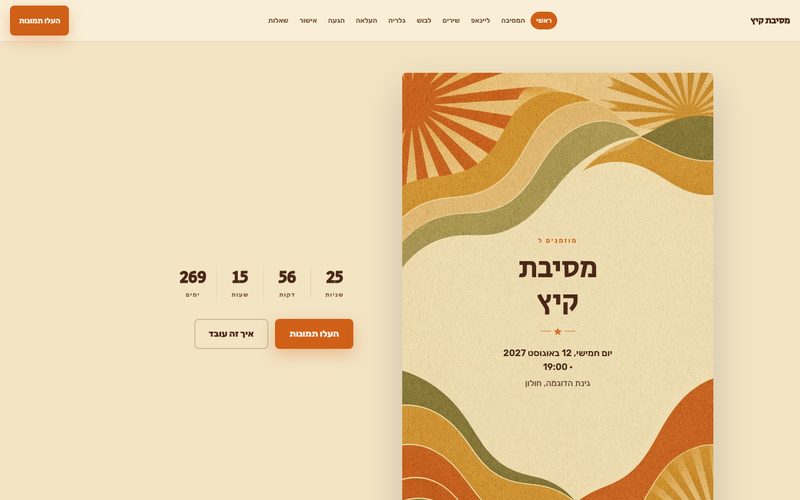 מסיבת קיץ
ראשי
המסיבה
ליינאפ
שירים
לבוש
גלריה
העלאה
הגעה
אישור
שאלות
העלו תמונות
מוזמנים ל
מסיבת
קיץ
יום חמישי, 12 באוגוסט 2027
• 19:00
גינת הדוגמה, חולון
25
שניות
56
דקות
15
שעות
269
ימים
העלו תמונות
איך זה עובד